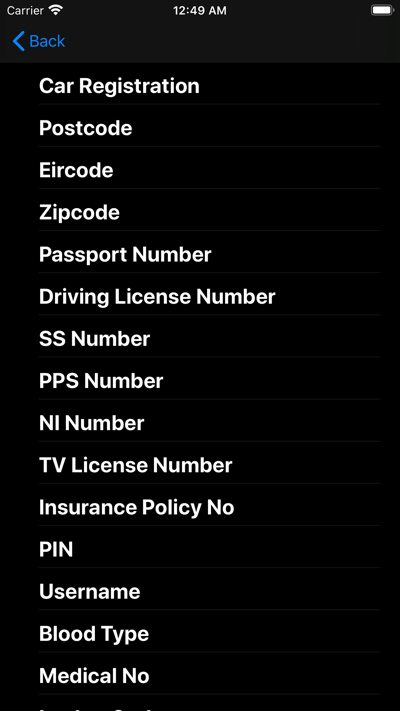 Carrier 12:49 AM
Back
Car Registration
Postcode
Eircode
Zipcode
Passport Number
Driving License Number
SS Number
PPS Number
NI Number
TV License Number
Insurance Policy No
PIN
Username
Blood Type
Medical No